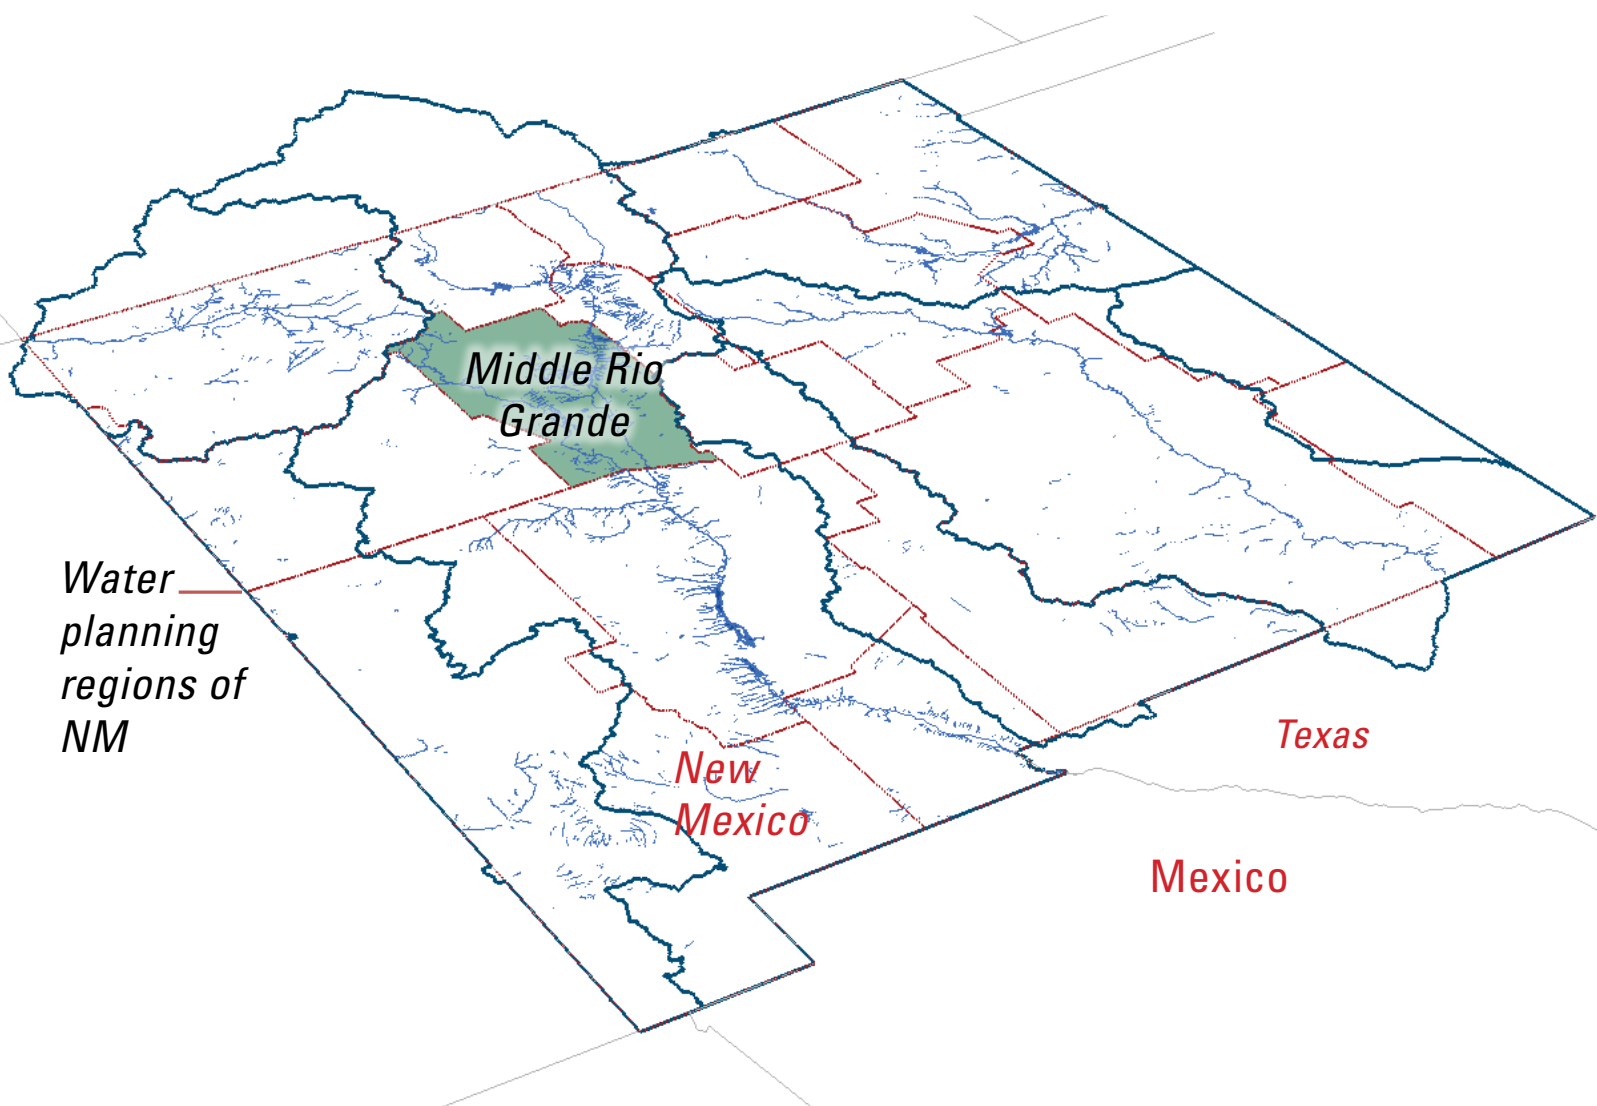 Middle Rio
Grande
Water
planning
regions of
NM
New
Mexico
Texas
Mexico